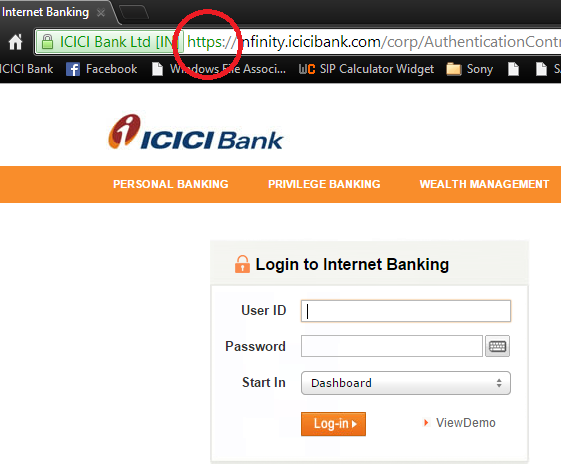 Internet Banking
ICICI Bank Ltd [IN] https://infinity.icicibank.com/corp/AuthenticationContr
ICICI Bank Facebook Windows File Associ... SIP Calculator Widget Sony
ICICI Bank
PERSONAL BANKING PRIVILEGE BANKING WEALTH MANAGEMENT
Login to Internet Banking
User ID
Password
Start In Dashboard
Log-in ViewDemo